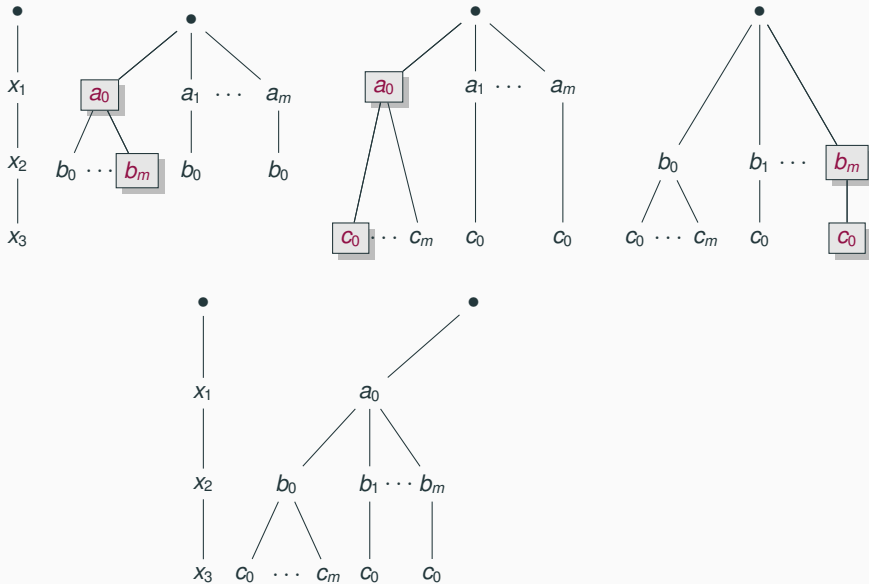 x₁ a₀ a₁ ··· aₘ a₀ a₁ ··· aₘ
x₂ b₀ ··· bₘ b₀ b₀ b₀ b₁ ··· bₘ
x₃ c₀ ··· cₘ c₀ c₀ c₀ ··· cₘ c₀ c₀
x₁ a₀
x₂ b₀ b₁ ··· bₘ
x₃ c₀ ··· cₘ c₀ c₀